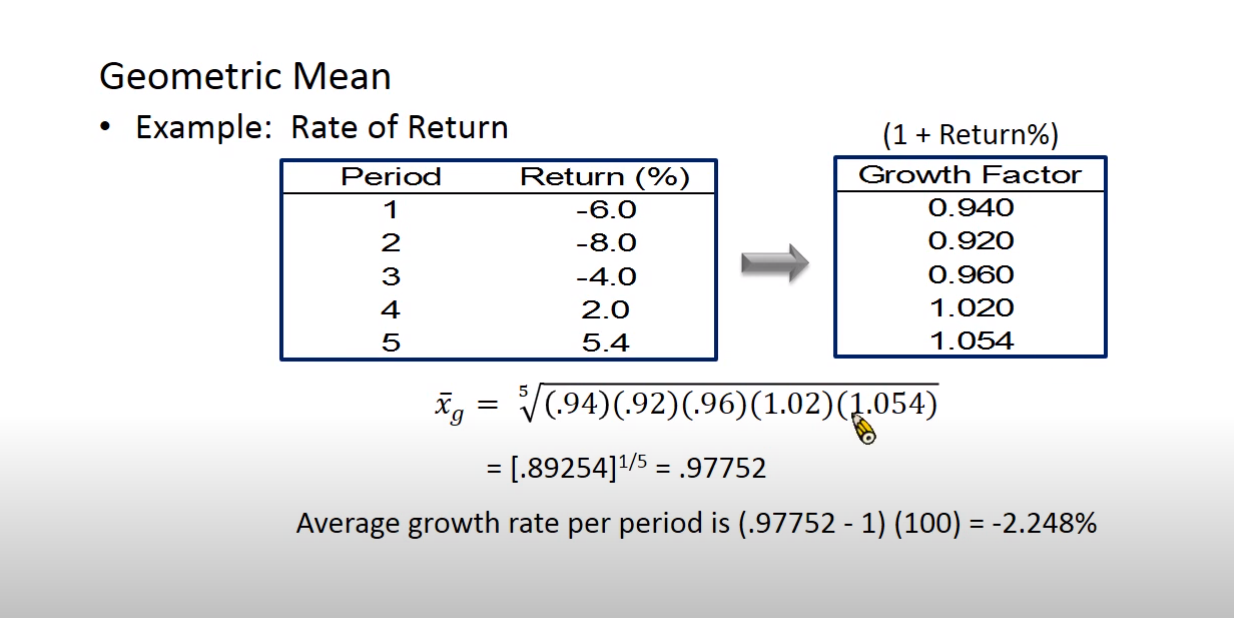 Geometric Mean
• Example: Rate of Return
(1 + Return%)
Period Return (%)
1 -6.0
2 -8.0
3 -4.0
4 2.0
5 5.4
Growth Factor
0.940
0.920
0.960
1.020
1.054
x̄g = ⁵√(.94)(.92)(.96)(1.02)(1.054)
= [.89254]^1/5 = .97752
Average growth rate per period is (.97752 - 1) (100) = -2.248%